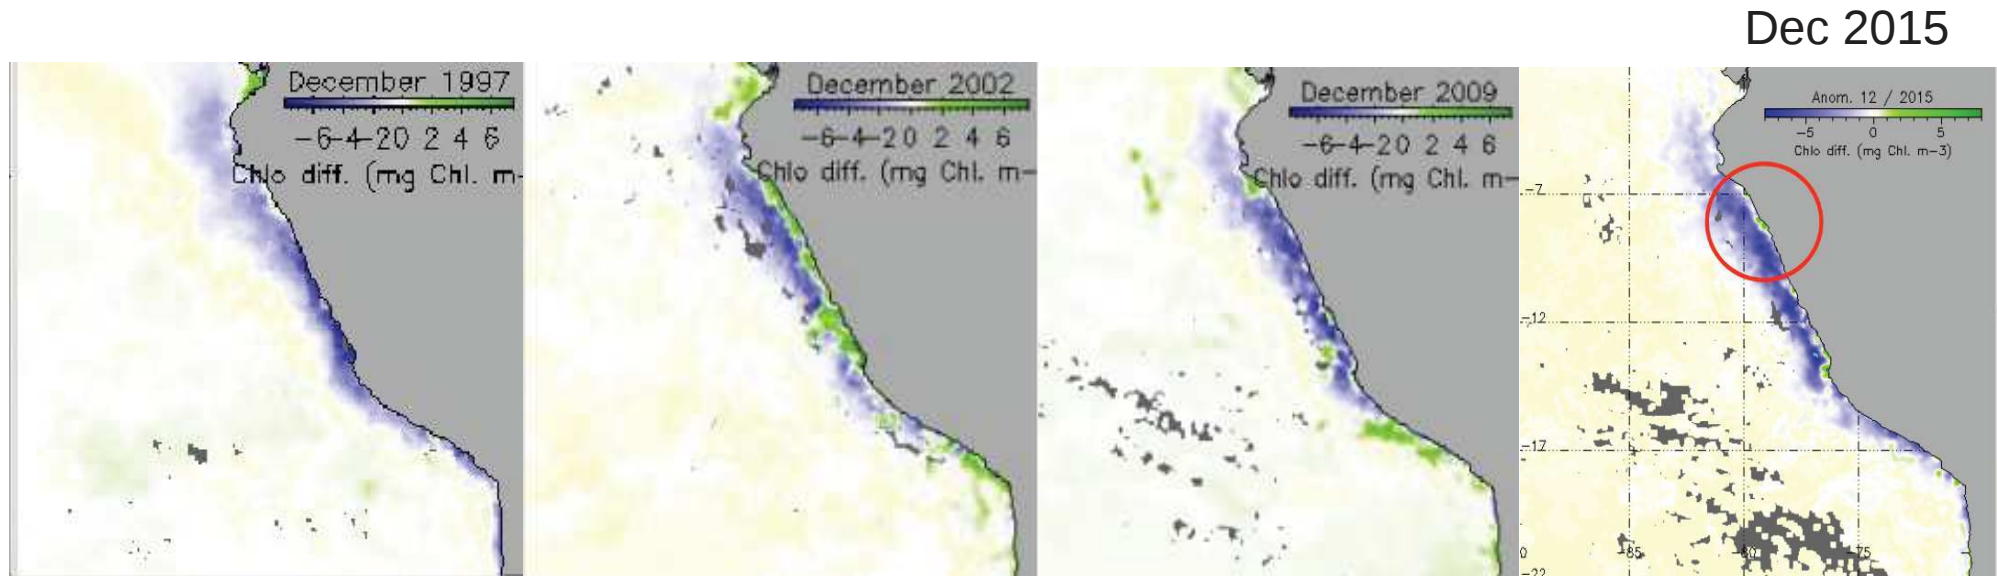 Dec 2015
December 1997
-6-4-20 2 4 6
Chlo diff. (mg Chl. m-
December 2002
-6-4-20 2 4 6
Chlo diff. (mg Chl. m-
December 2009
-6-4-20 2 4 6
Chlo diff. (mg Chl. m-
Anom. 12 / 2015
-5 0 5
Chlo diff. (mg Chl. m-3)
-7
-12
-17
0 -85 -80 -75
-22